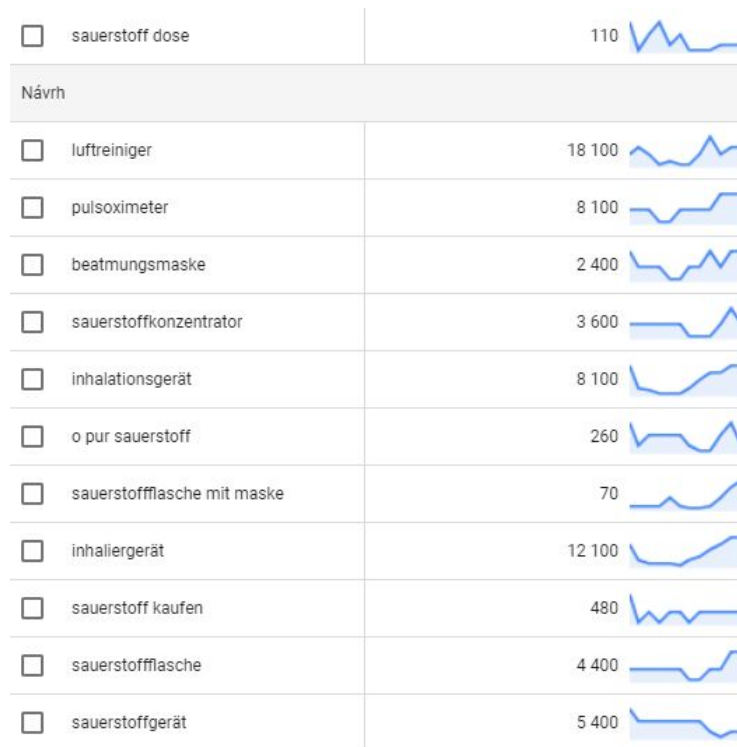 sauerstoff dose 110
Návrh
luftreiniger 18 100
pulsoximeter 8 100
beatmungsmaske 2 400
sauerstoffkonzentrator 3 600
inhalationsgerät 8 100
o pur sauerstoff 260
sauerstoffflasche mit maske 70
inhaliergerät 12 100
sauerstoff kaufen 480
sauerstoffflasche 4 400
sauerstoffgerät 5 400